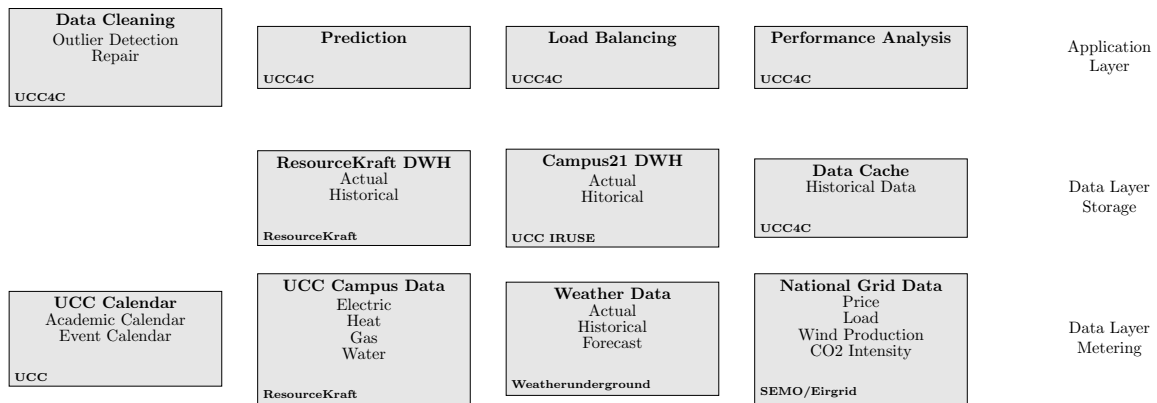 Data Cleaning
Outlier Detection
Repair
UCC4C
Prediction
UCC4C
Load Balancing
UCC4C
Performance Analysis
UCC4C
Application
Layer
ResourceKraft DWH
Actual
Historical
ResourceKraft
Campus21 DWH
Actual
Hitorical
UCC IRUSE
Data Cache
Historical Data
UCC4C
Data Layer
Storage
UCC Calendar
Academic Calendar
Event Calendar
UCC
UCC Campus Data
Electric
Heat
Gas
Water
ResourceKraft
Weather Data
Actual
Historical
Forecast
Weatherunderground
National Grid Data
Price
Load
Wind Production
CO2 Intensity
SEMO/Eirgrid
Data Layer
Metering